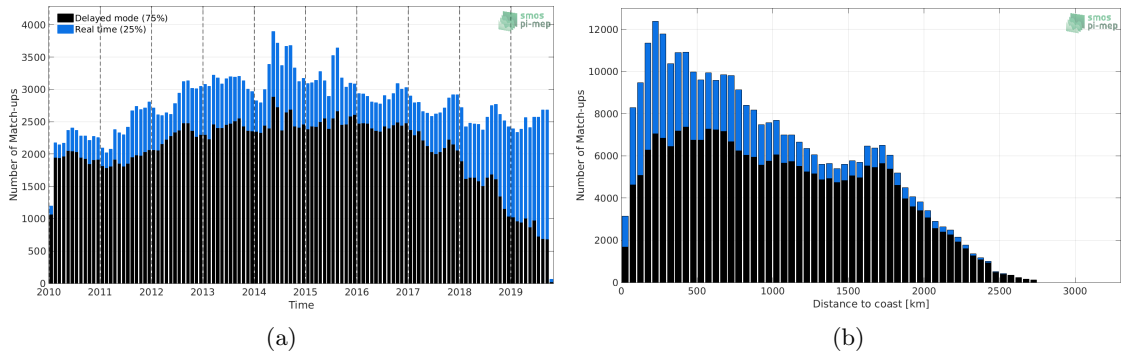 Delayed mode (75%)
Real time (25%)
smos
pi-mep
Number of Match-ups
4000
3500
3000
2500
2000
1500
1000
500
0
2010 2011 2012 2013 2014 2015 2016 2017 2018 2019
Time
(a)
smos
pi-mep
Number of Match-ups
12000
10000
8000
6000
4000
2000
0
0 500 1000 1500 2000 2500 3000
Distance to coast [km]
(b)